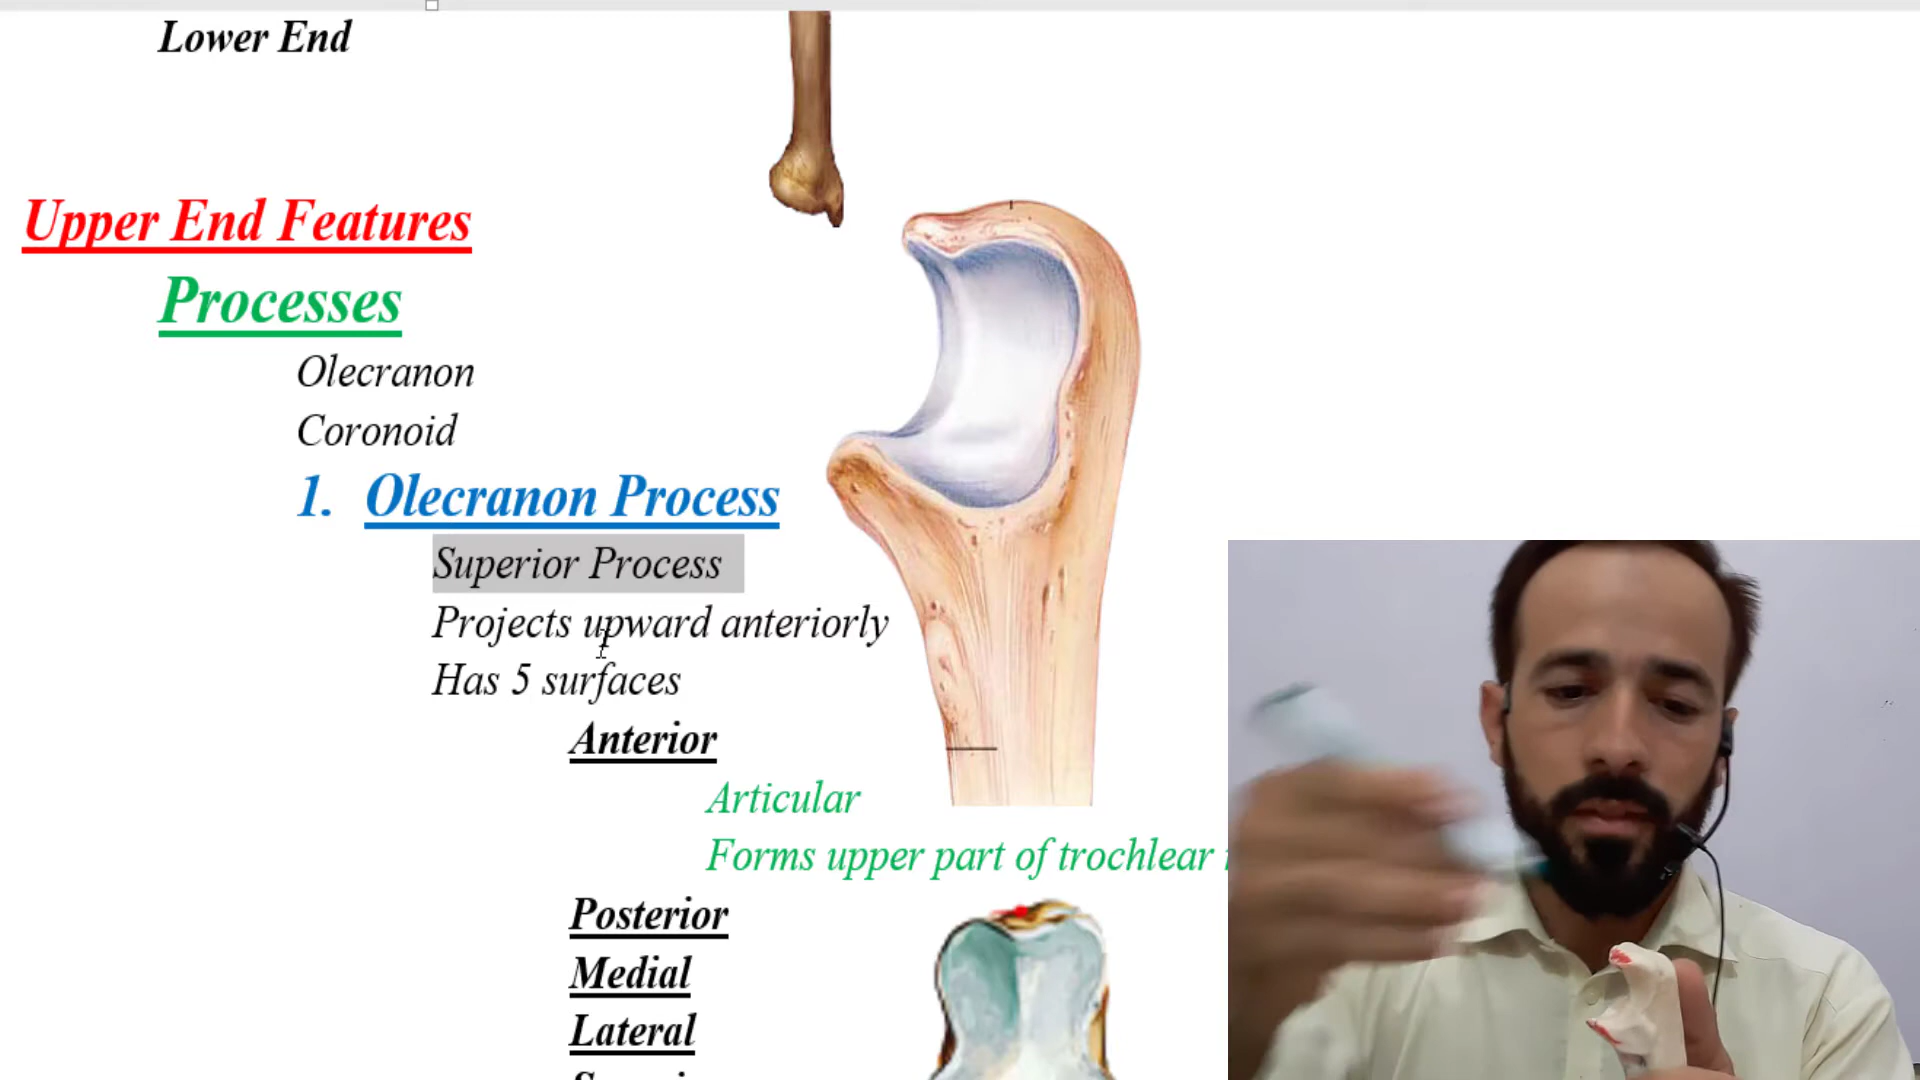 Lower End
Upper End Features
Processes
Olecranon
Coronoid
1. Olecranon Process
Superior Process
Projects upward anteriorly
Has 5 surfaces
Anterior
Articular
Forms upper part of trochlear
Posterior
Medial
Lateral